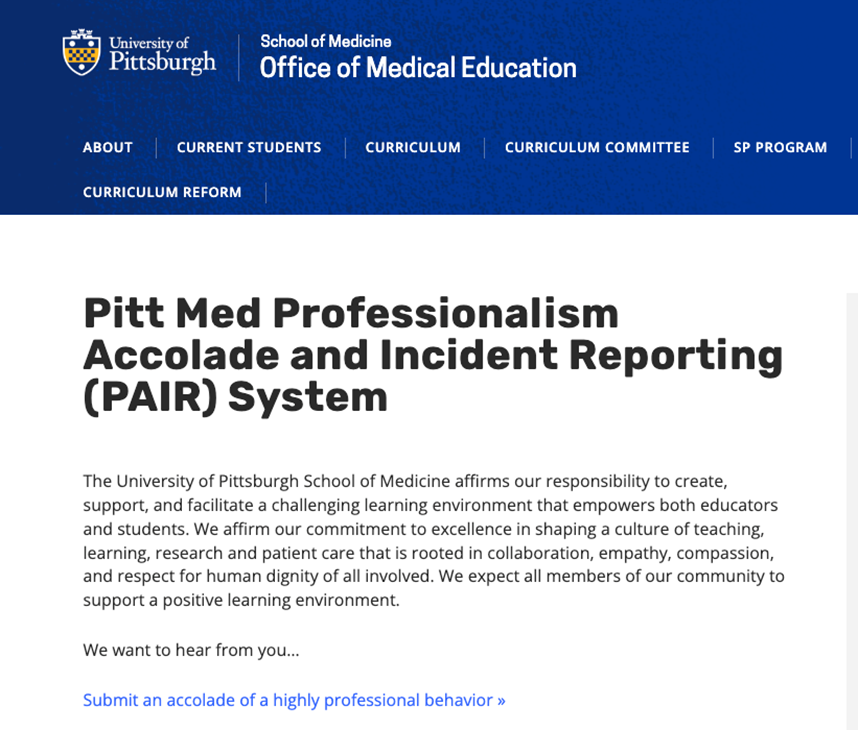 University of
Pittsburgh
School of Medicine
Office of Medical Education
ABOUT
CURRENT STUDENTS
CURRICULUM
CURRICULUM COMMITTEE
SP PROGRAM
CURRICULUM REFORM
Pitt Med Professionalism
Accolade and Incident Reporting
(PAIR) System
The University of Pittsburgh School of Medicine affirms our responsibility to create,
support, and facilitate a challenging learning environment that empowers both educators
and students. We affirm our commitment to excellence in shaping a culture of teaching,
learning, research and patient care that is rooted in collaboration, empathy, compassion,
and respect for human dignity of all involved. We expect all members of our community to
support a positive learning environment.
We want to hear from you...
Submit an accolade of a highly professional behavior »